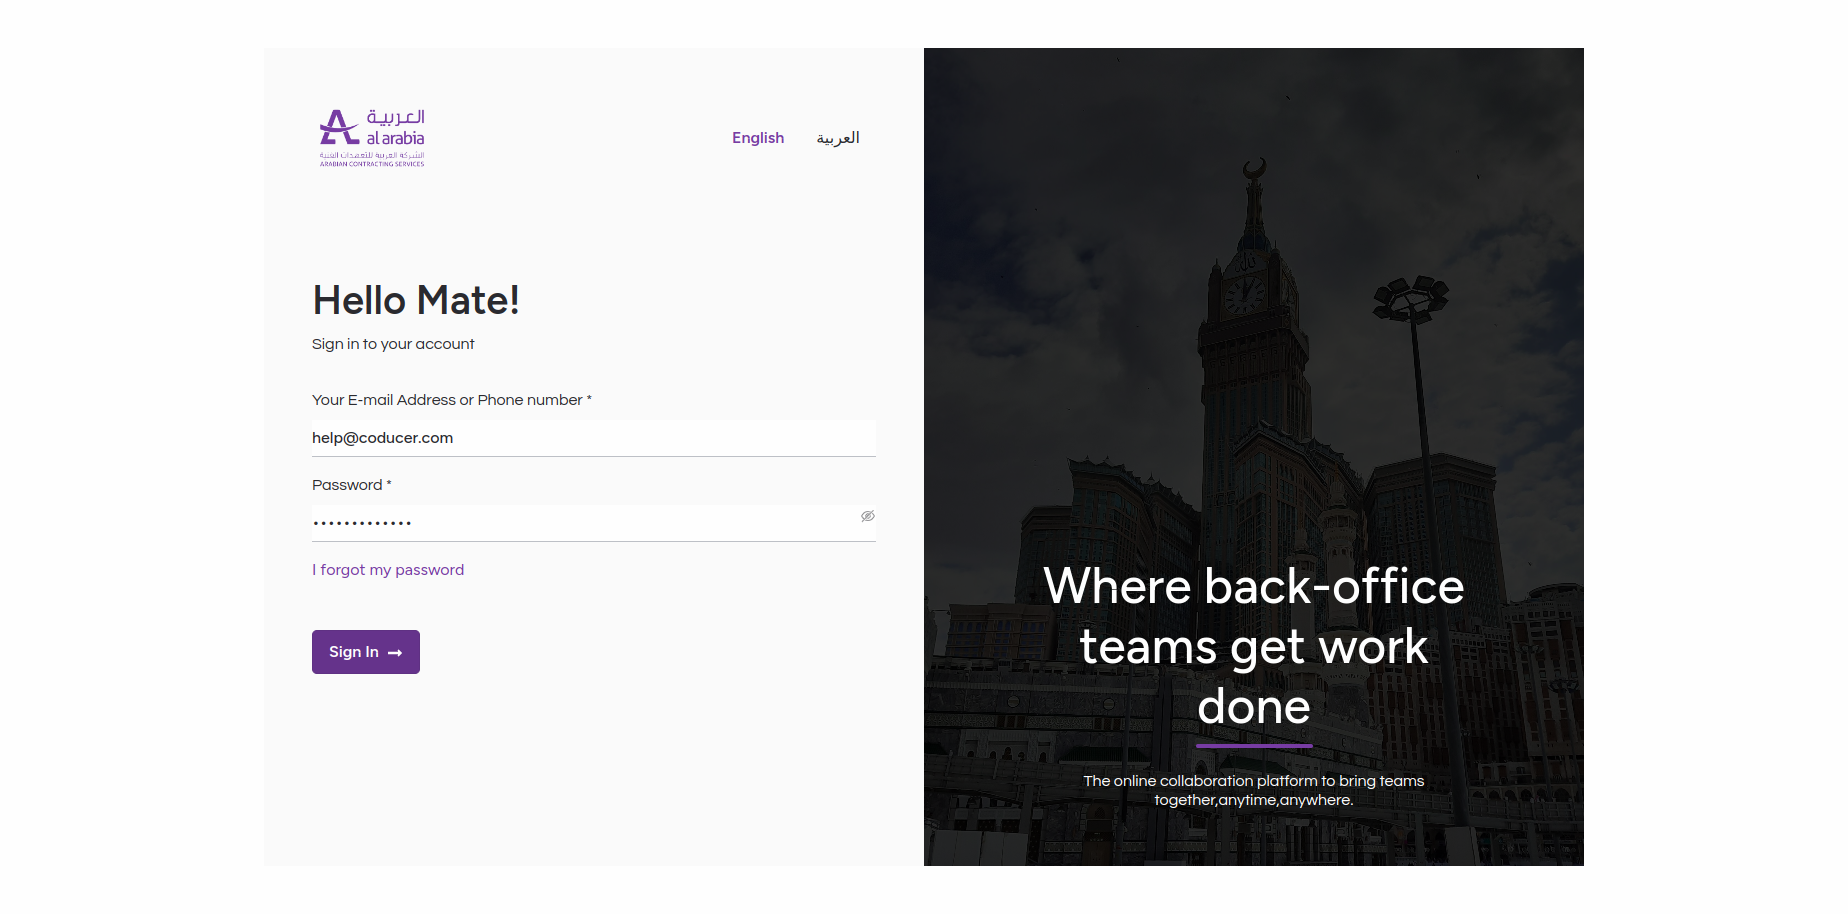 العربية
al arabia
الشركة العربية للتعهدات الفنية
ARABIAN CONTRACTING SERVICES
English
العربية
Hello Mate!
Sign in to your account
Your E-mail Address or Phone number *
help@coducer.com
Password *
•••••••••••••
I forgot my password
Sign In
Where back-office
teams get work
done
The online collaboration platform to bring teams
together,anytime,anywhere.